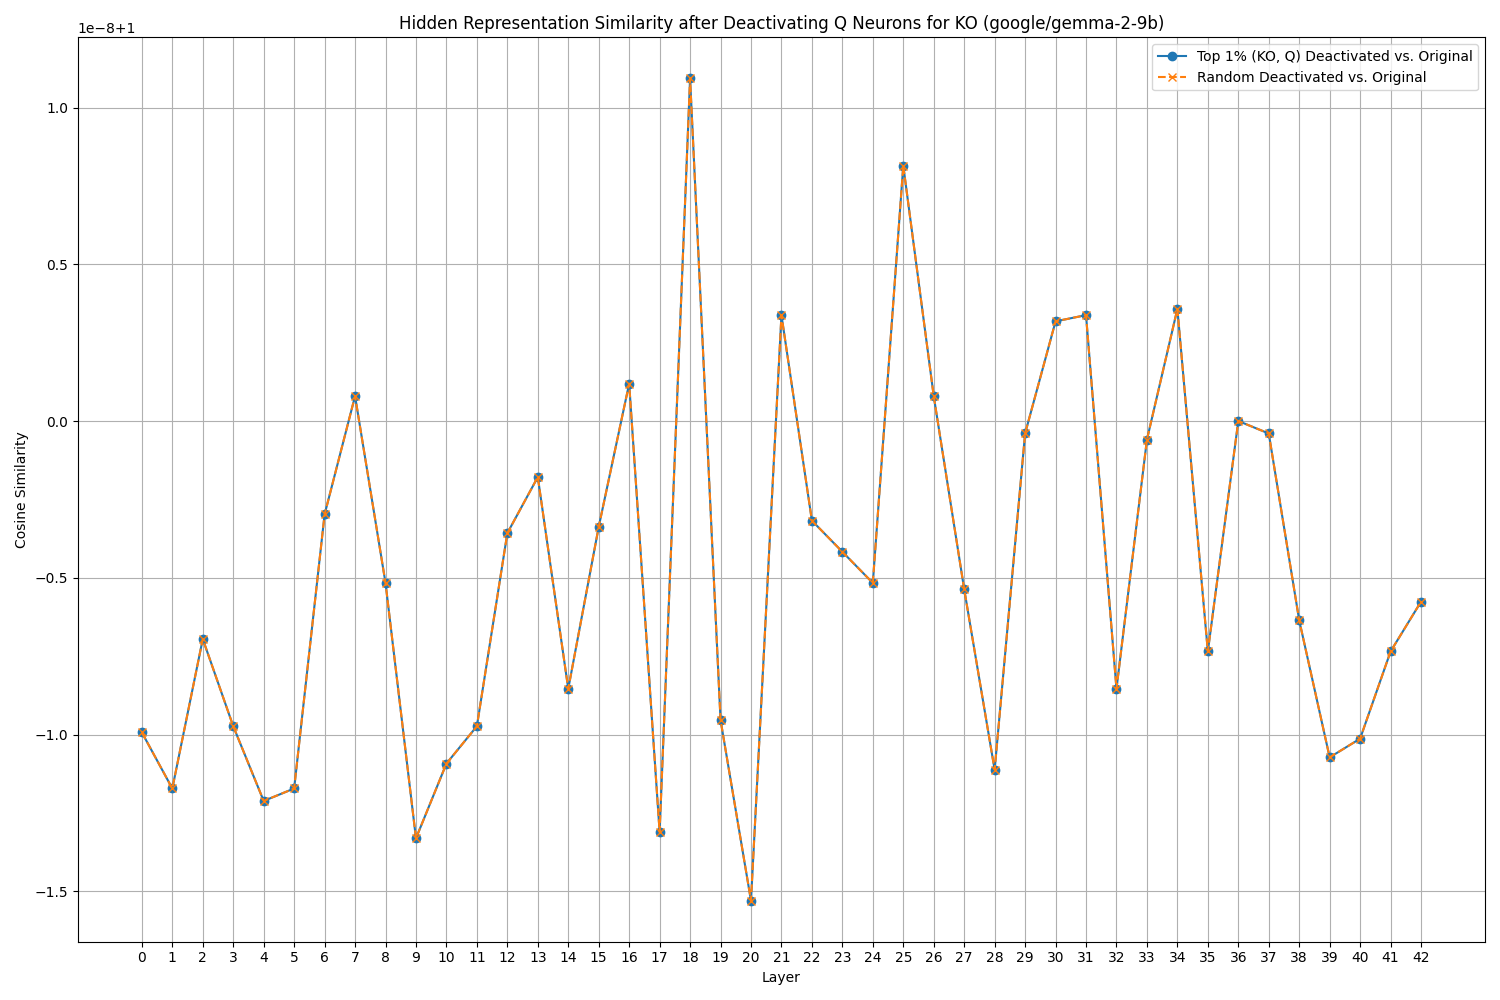 Hidden Representation Similarity after Deactivating Q Neurons for KO (google/gemma-2-9b)
1e−8+1
Top 1% (KO, Q) Deactivated vs. Original
Random Deactivated vs. Original
1.0
0.5
0.0
−0.5
−1.0
−1.5
Cosine Similarity
0 1 2 3 4 5 6 7 8 9 10 11 12 13 14 15 16 17 18 19 20 21 22 23 24 25 26 27 28 29 30 31 32 33 34 35 36 37 38 39 40 41 42
Layer